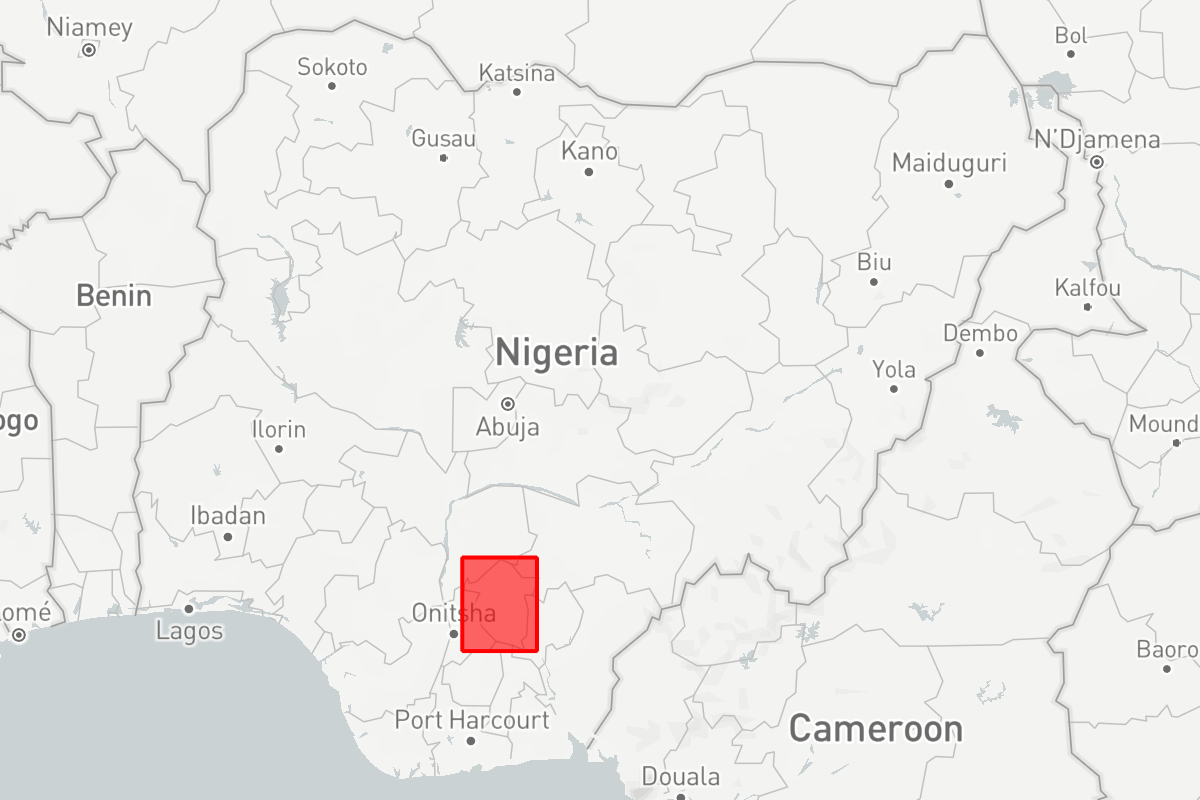 Niamey
Bol
Sokoto
Katsina
Gusau
Kano
N'Djamena
Maiduguri
Biu
Kalfou
Benin
Nigeria
Dembo
Yola
ogo
Abuja
Ilorin
Mound
Ibadan
Onitsha
lomé
Lagos
Baoro
Port Harcourt
Cameroon
Douala